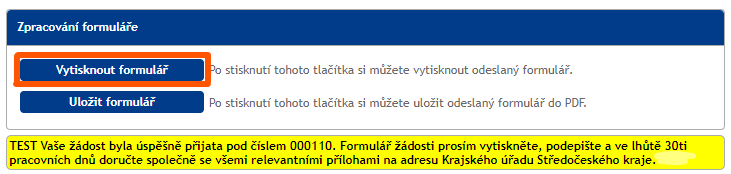 Zpracování formuláře
Vytisknout formulář Po stisknutí tohoto tlačítka si můžete vytisknout odeslaný formulář.
Uložit formulář Po stisknutí tohoto tlačítka si můžete uložit odeslaný formulář do PDF.
TEST Vaše žádost byla úspěšně přijata pod číslem 000110. Formulář žádosti prosím vytiskněte, podepište a ve lhůtě 30ti
pracovních dnů doručte společně se všemi relevantními přílohami na adresu Krajského úřadu Středočeského kraje.